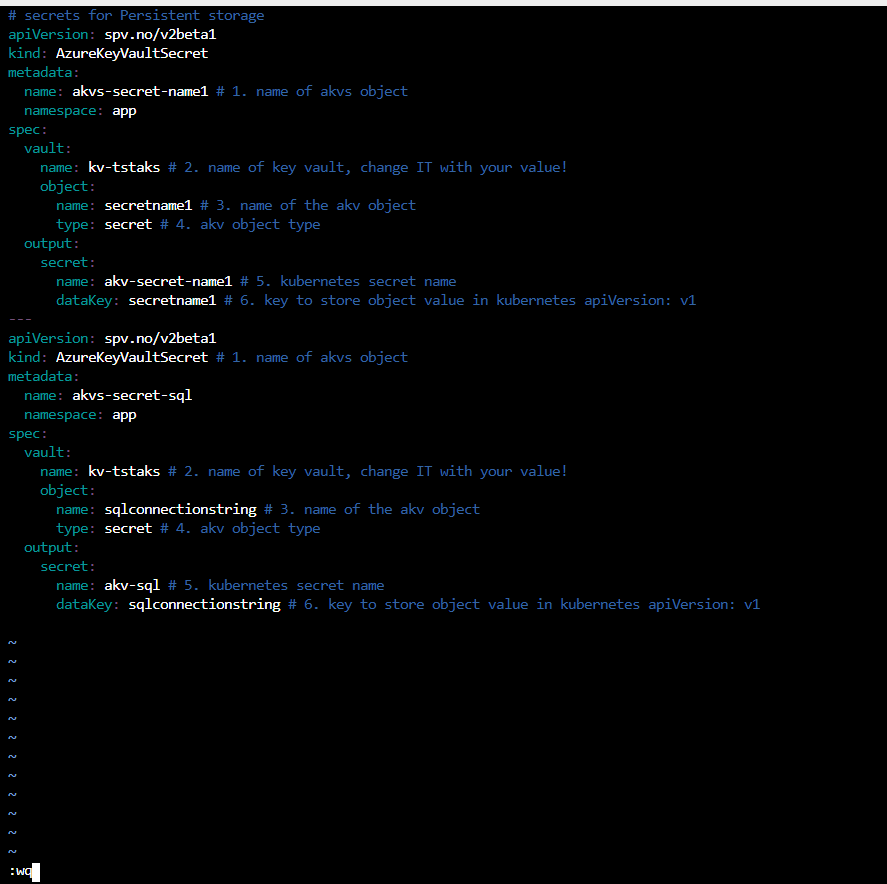 # secrets for Persistent storage
apiVersion: spv.no/v2beta1
kind: AzureKeyVaultSecret
metadata:
  name: akvs-secret-name1 # 1. name of akvs object
  namespace: app
spec:
  vault:
    name: kv-tstaks # 2. name of key vault, change IT with your value!
    object:
      name: secretname1 # 3. name of the akv object
      type: secret # 4. akv object type
  output:
    secret:
      name: akv-secret-name1 # 5. kubernetes secret name
      dataKey: secretname1 # 6. key to store object value in kubernetes apiVersion: v1
---
apiVersion: spv.no/v2beta1
kind: AzureKeyVaultSecret # 1. name of akvs object
metadata:
  name: akvs-secret-sql
  namespace: app
spec:
  vault:
    name: kv-tstaks # 2. name of key vault, change IT with your value!
    object:
      name: sqlconnectionstring # 3. name of the akv object
      type: secret # 4. akv object type
  output:
    secret:
      name: akv-sql # 5. kubernetes secret name
      dataKey: sqlconnectionstring # 6. key to store object value in kubernetes apiVersion: v1
~
~
~
~
~
~
~
~
~
~
~
~
:wq